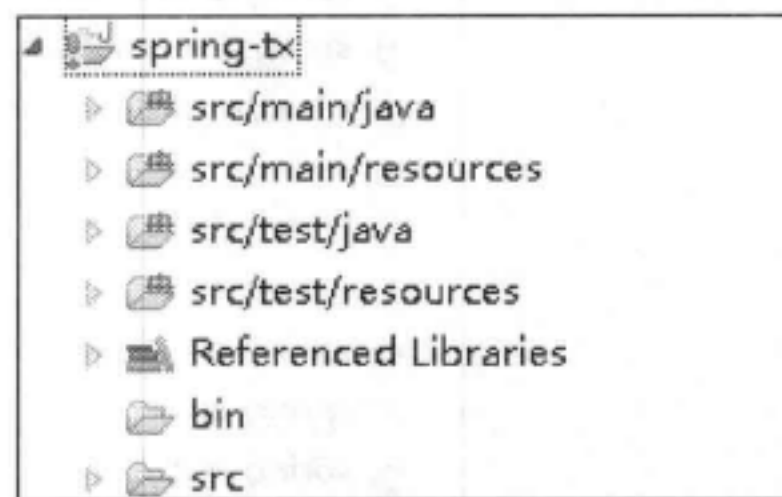 spring-tx
src/main/java
src/main/resources
src/test/java
src/test/resources
Referenced Libraries
bin
src